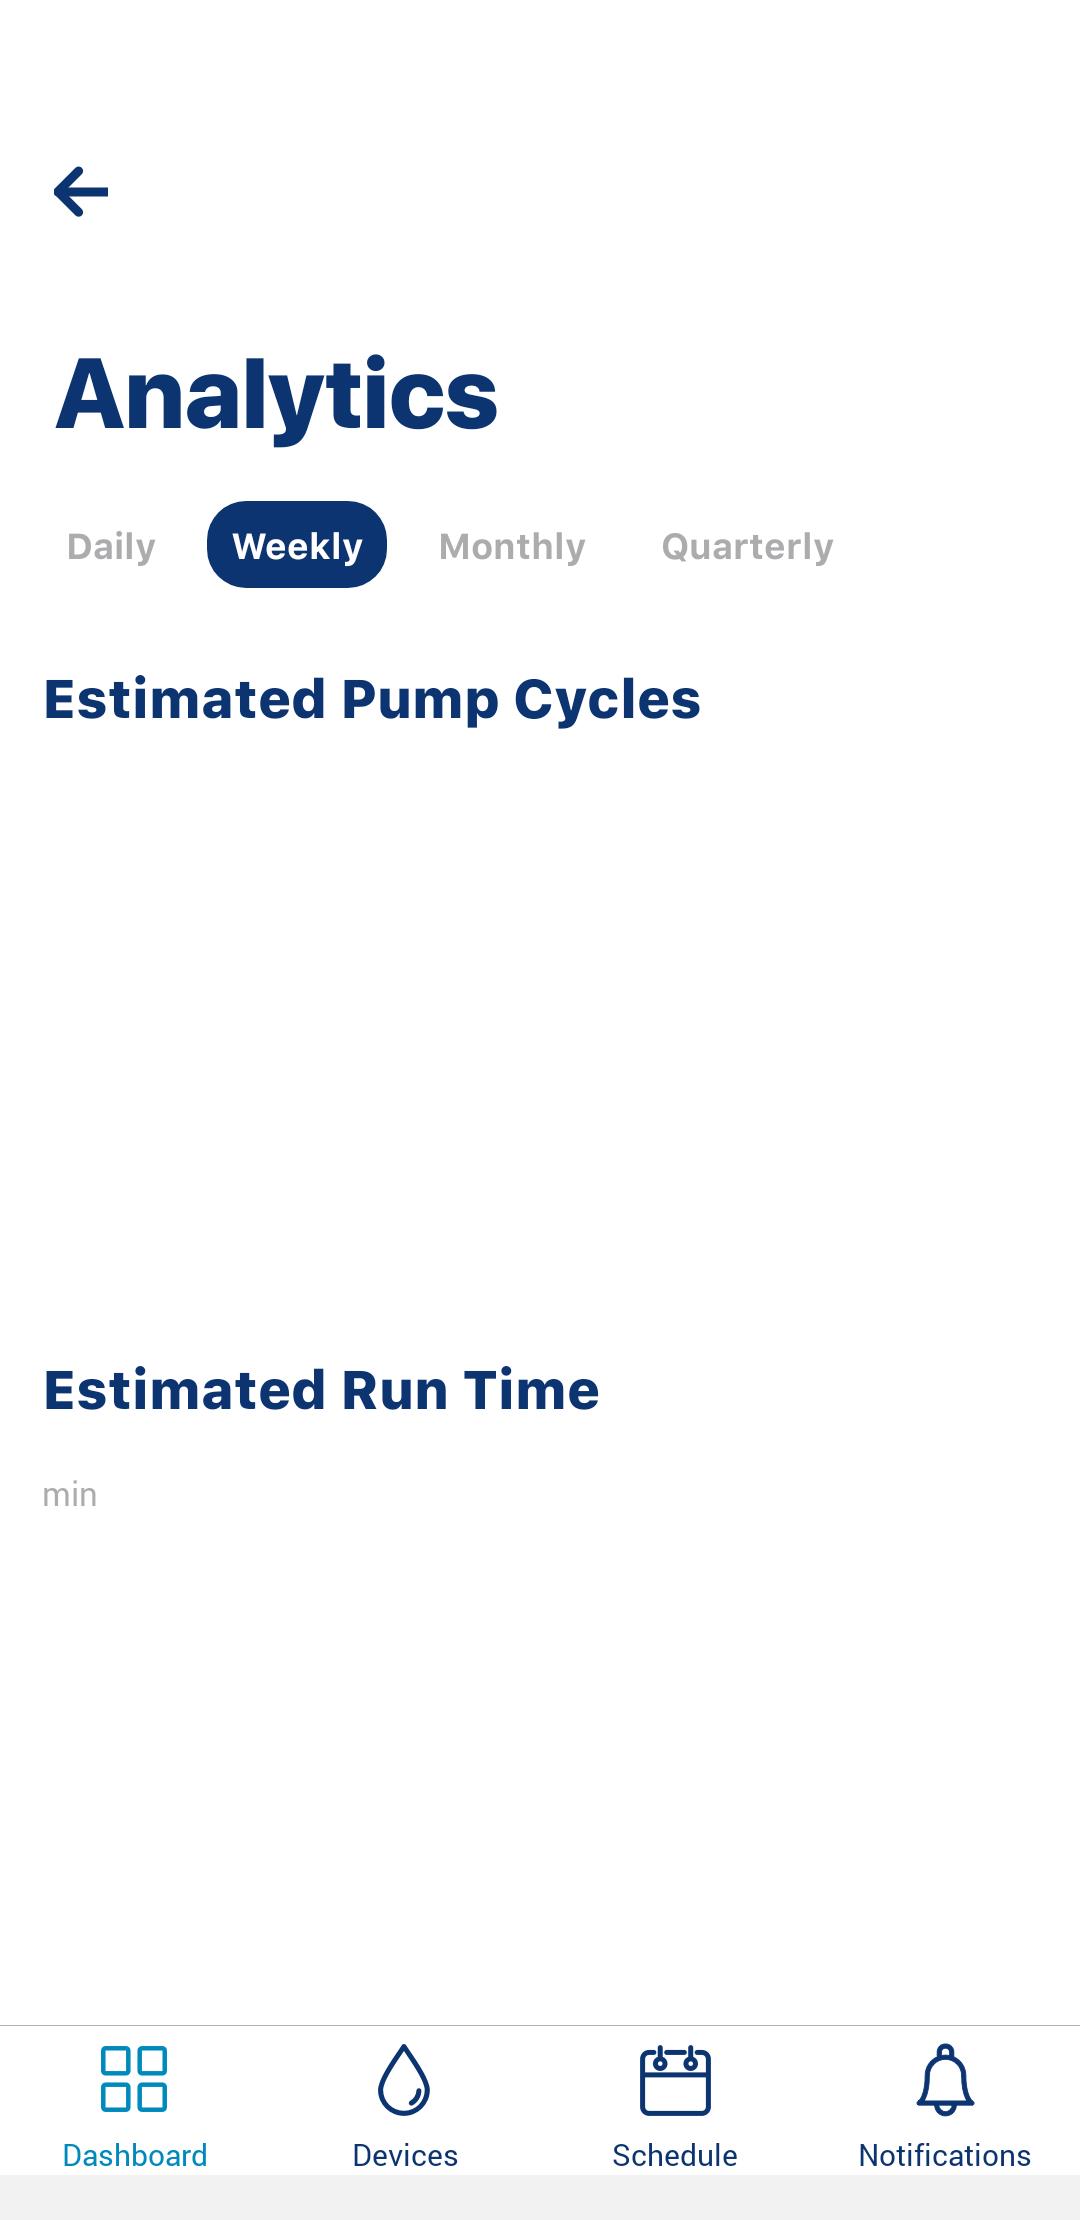 Analytics
Daily Weekly Monthly Quarterly
Estimated Pump Cycles
Estimated Run Time
min
Dashboard Devices Schedule Notifications